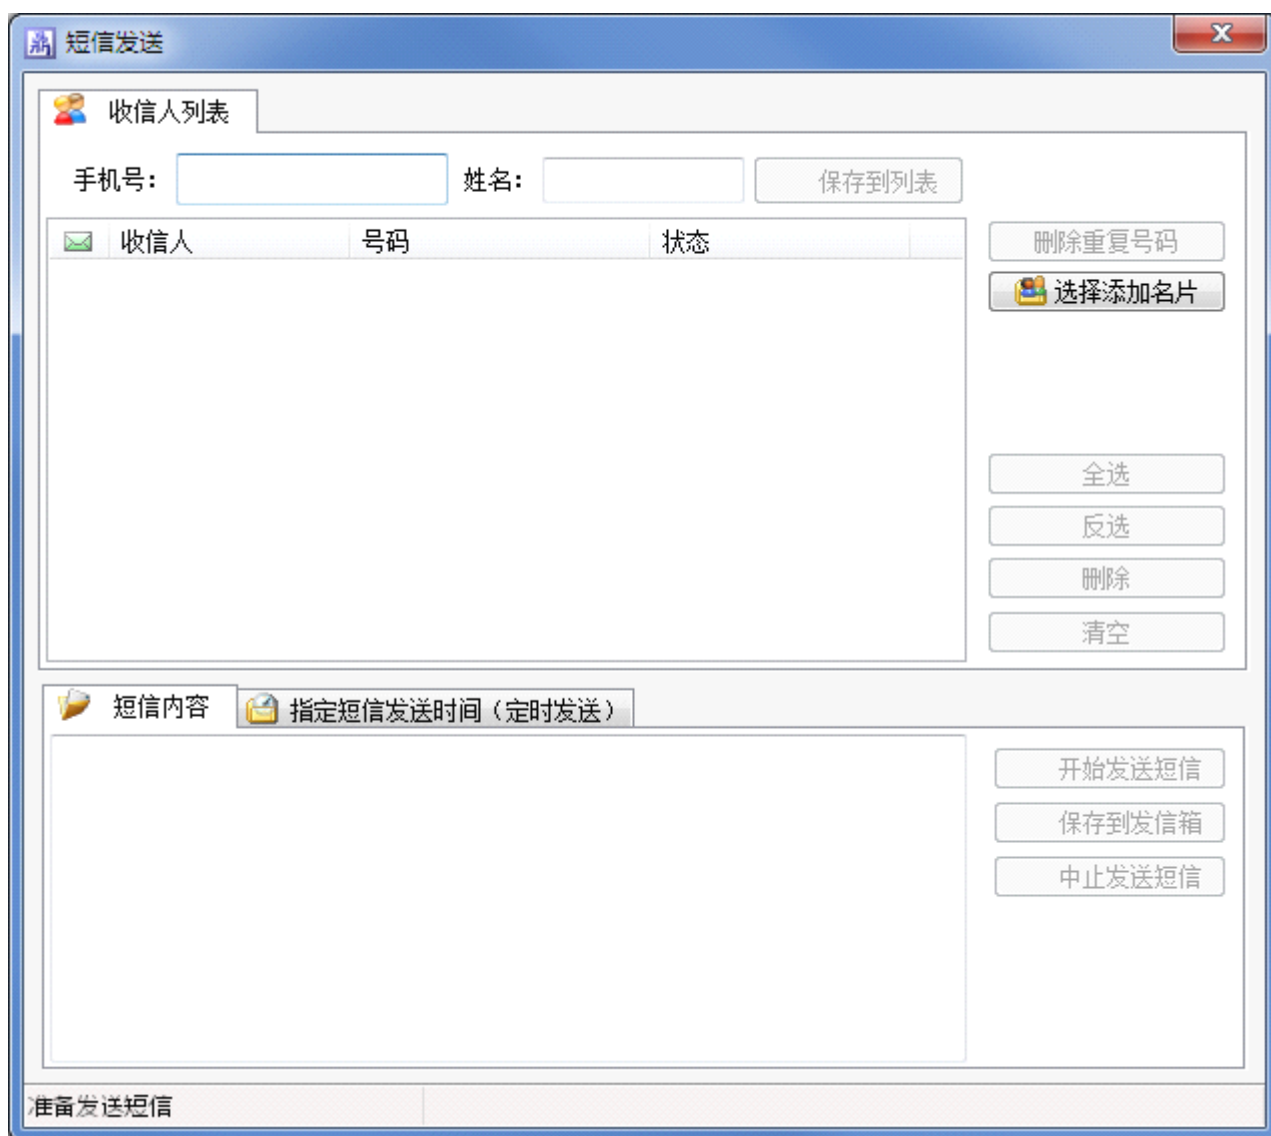 短信发送
收信人列表
手机号: 姓名: 保存到列表
收信人 号码 状态
删除重复号码
选择添加名片
全选
反选
删除
清空
短信内容 指定短信发送时间（定时发送）
开始发送短信
保存到发信箱
中止发送短信
准备发送短信